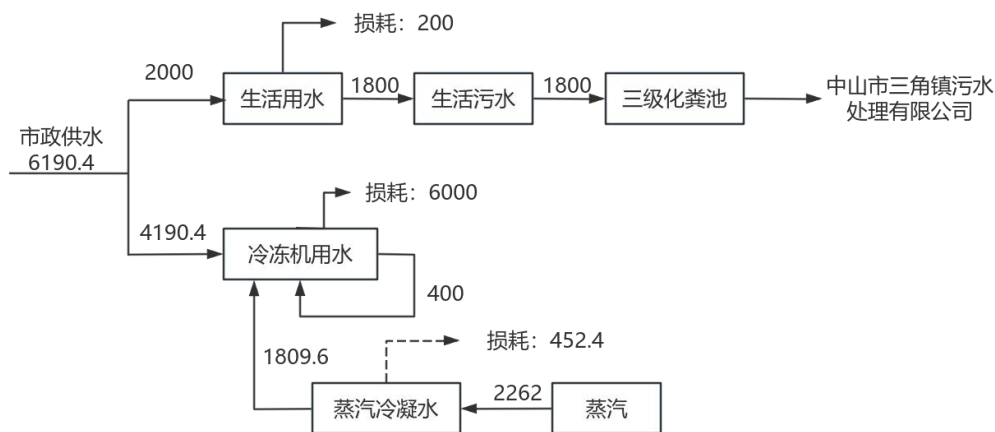 损耗：200
2000
生活用水
1800
生活污水
1800
三级化粪池
中山市三角镇污水
处理有限公司
市政供水
6190.4
损耗：6000
4190.4
冷冻机用水
400
1809.6
损耗：452.4
蒸汽冷凝水
2262
蒸汽